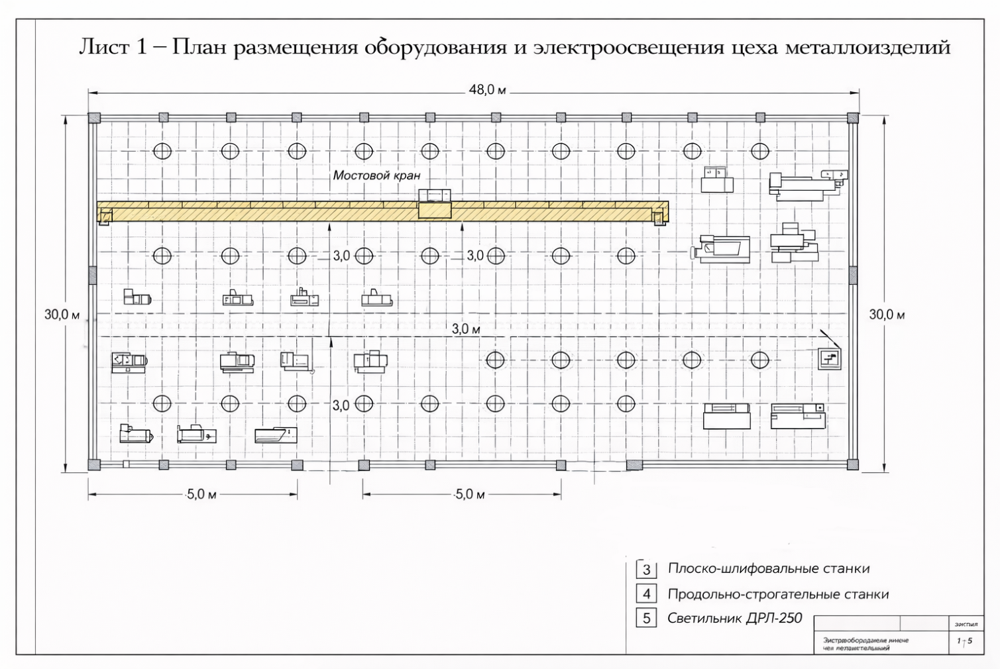 Лист 1 – План размещения оборудования и электроосвещения цеха металлоизделий
48,0 м
Мостовой кран
3,0
3,0
30,0 м
30,0 м
3,0 м
3,0
5,0 м
5,0 м
3 Плоско-шлифовальные станки
4 Продольно-строгательные станки
5 Светильник ДРЛ-250
1 5